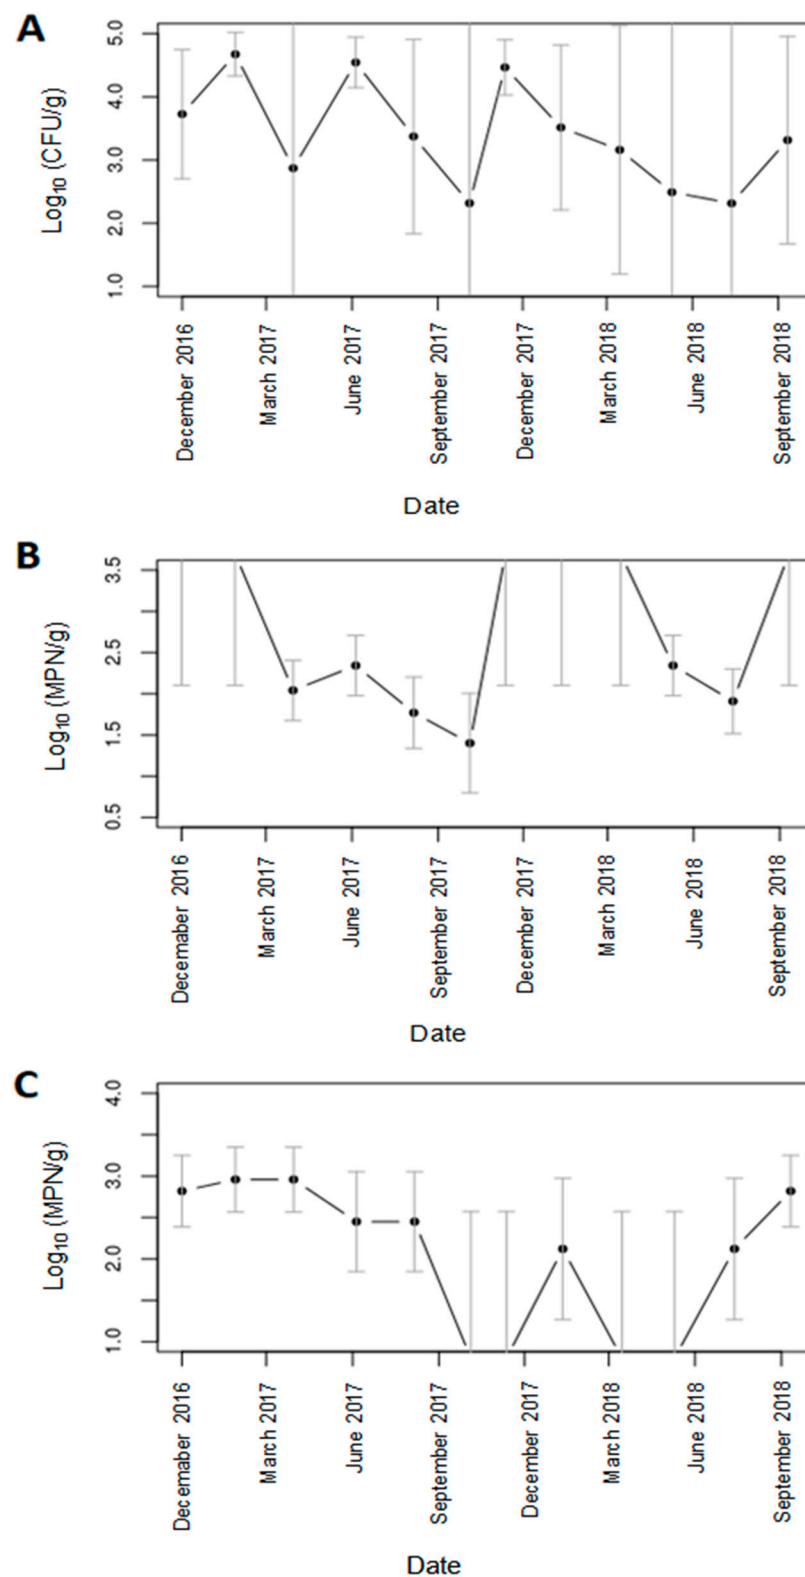 A
Log₁₀ (CFU/g)
5.0
4.0
3.0
2.0
1.0
December 2016
March 2017
June 2017
September 2017
December 2017
March 2018
June 2018
September 2018
Date
B
Log₁₀ (MPN/g)
3.5
2.5
1.5
0.5
Decemaber 2016
March 2017
June 2017
September 2017
December 2017
March 2018
June 2018
September 2018
Date
C
Log₁₀ (MPN/g)
4.0
3.0
2.0
1.0
Decemaber 2016
March 2017
June 2017
September 2017
December 2017
March 2018
June 2018
September 2018
Date